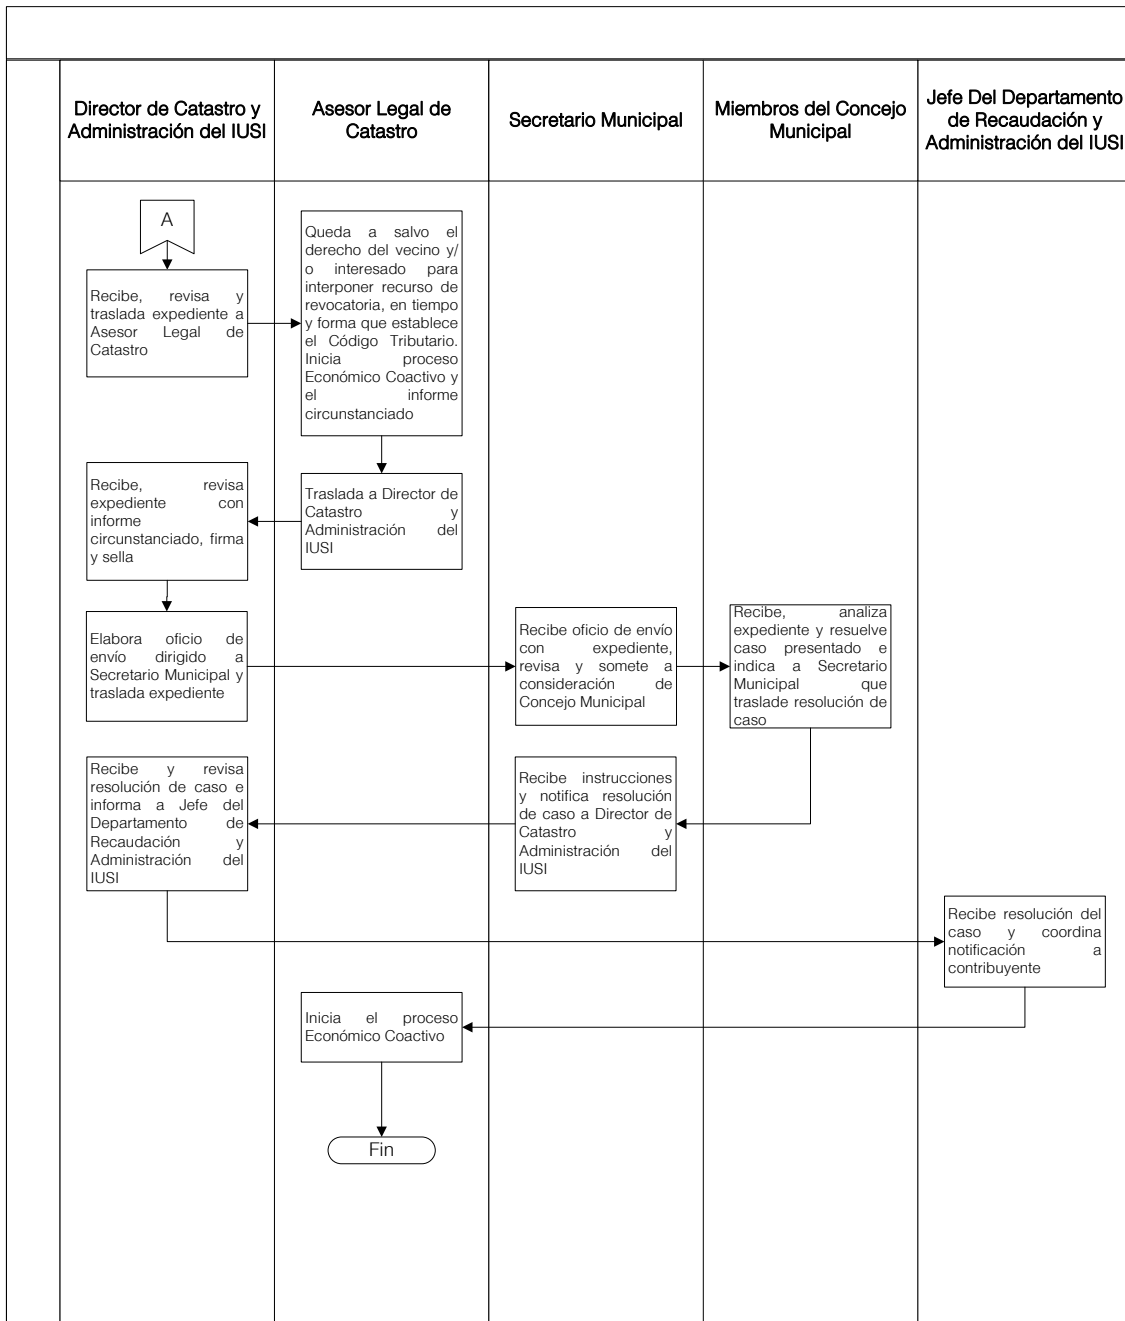 Director de Catastro y
Administración del IUSI
Asesor Legal de
Catastro
Secretario Municipal
Miembros del Concejo
Municipal
Jefe Del Departamento
de Recaudación y
Administración del IUSI
A
Recibe, revisa y
traslada expediente a
Asesor Legal de
Catastro
Queda a salvo el
derecho del vecino y/
o interesado para
interponer recurso de
revocatoria, en tiempo
y forma que establece
el Código Tributario.
Inicia proceso
Económico Coactivo y
el informe
circunstanciado
Traslada a Director de
Catastro y
Administración del
IUSI
Recibe, revisa
expediente con
informe
circunstanciado, firma
y sella
Elabora oficio de
envío dirigido a
Secretario Municipal y
traslada expediente
Recibe oficio de envío
con expediente,
revisa y somete a
consideración de
Concejo Municipal
Recibe, analiza
expediente y resuelve
caso presentado e
indica a Secretario
Municipal que
traslade resolución de
caso
Recibe instrucciones
y notifica resolución
de caso a Director de
Catastro y
Administración del
IUSI
Recibe y revisa
resolución de caso e
informa a Jefe del
Departamento de
Recaudación y
Administración del
IUSI
Recibe resolución del
caso y coordina
notificación a
contribuyente
Inicia el proceso
Económico Coactivo
Fin